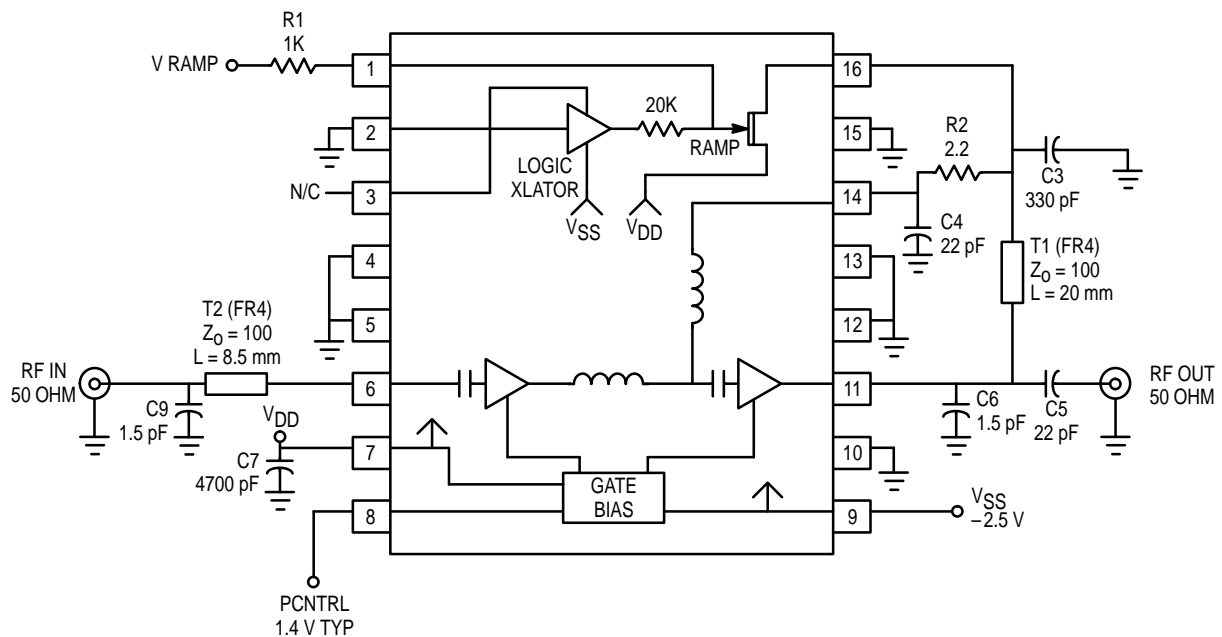 R1
1K
V RAMP
1
16
20K
2
RAMP
15
R2
2.2
LOGIC
XLATOR
N/C
3
14
C3
330 pF
VSS
VDD
C4
22 pF
4
13
T1 (FR4)
Zo = 100
L = 20 mm
T2 (FR4)
Zo = 100
L = 8.5 mm
5
12
RF IN
50 OHM
6
11
RF OUT
50 OHM
C9
1.5 pF
C6
1.5 pF
C5
22 pF
VDD
C7
4700 pF
7
10
GATE
BIAS
8
9
VSS
–2.5 V
PCNTRL
1.4 V TYP